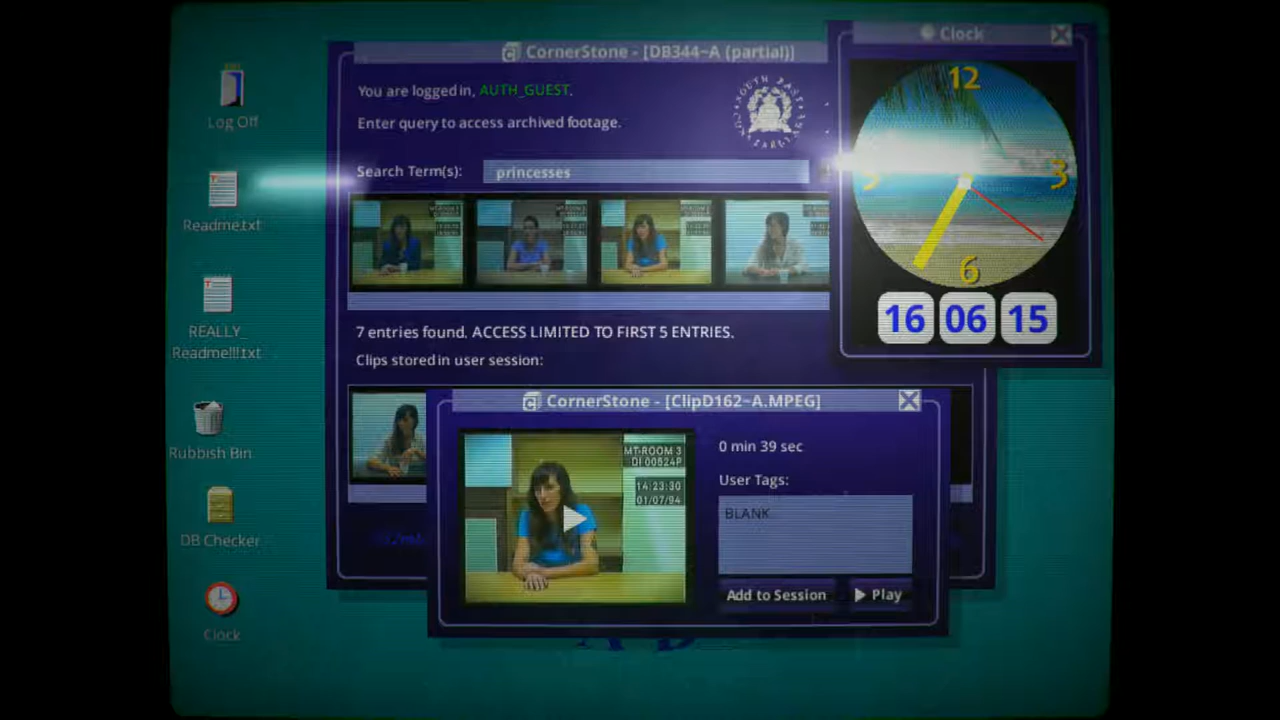 CornerStone - [DB344~A (partial)]
Clock
You are logged in, AUTH_GUEST.
Enter query to access archived footage.
Search Term(s):
princesses
12
3
6
16 06 15
7 entries found. ACCESS LIMITED TO FIRST 5 ENTRIES.
Clips stored in user session:
CornerStone - [ClipD162~A.MPEG]
MT-ROOM 3
DI 00524P
14:23:30
01/07/94
0 min 39 sec
User Tags:
BLANK
Add to Session
Play
Log Off
Readme.txt
REALLY_
Readme!!!.txt
Rubbish Bin
DB Checker
Clock